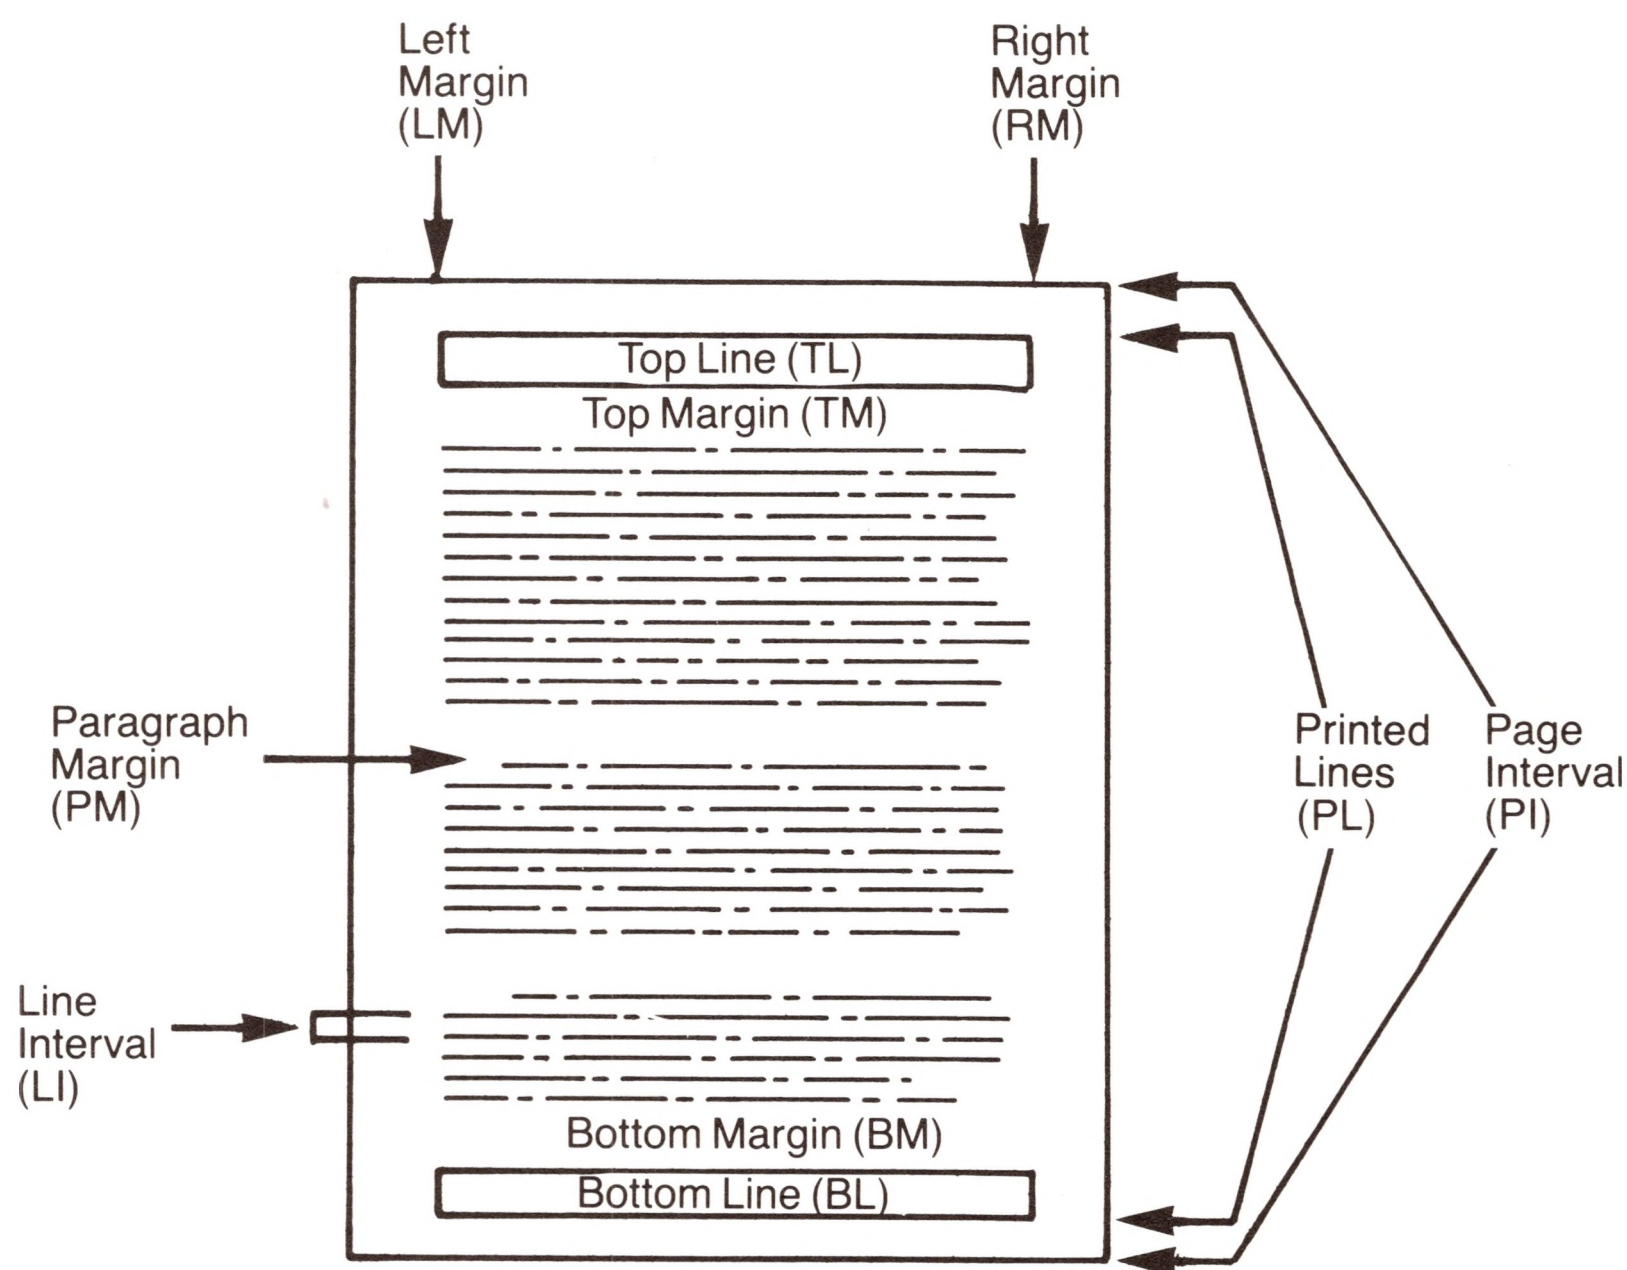 Left
Margin
(LM)
Right
Margin
(RM)
Top Line (TL)
Top Margin (TM)
Paragraph
Margin
(PM)
Printed
Lines
(PL)
Page
Interval
(PI)
Line
Interval
(LI)
Bottom Margin (BM)
Bottom Line (BL)